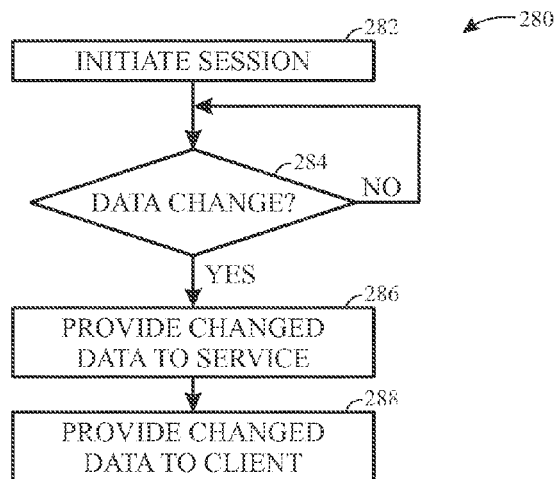 280
282
INITIATE SESSION
284
DATA CHANGE?
NO
YES
286
PROVIDE CHANGED
DATA TO SERVICE
288
PROVIDE CHANGED
DATA TO CLIENT